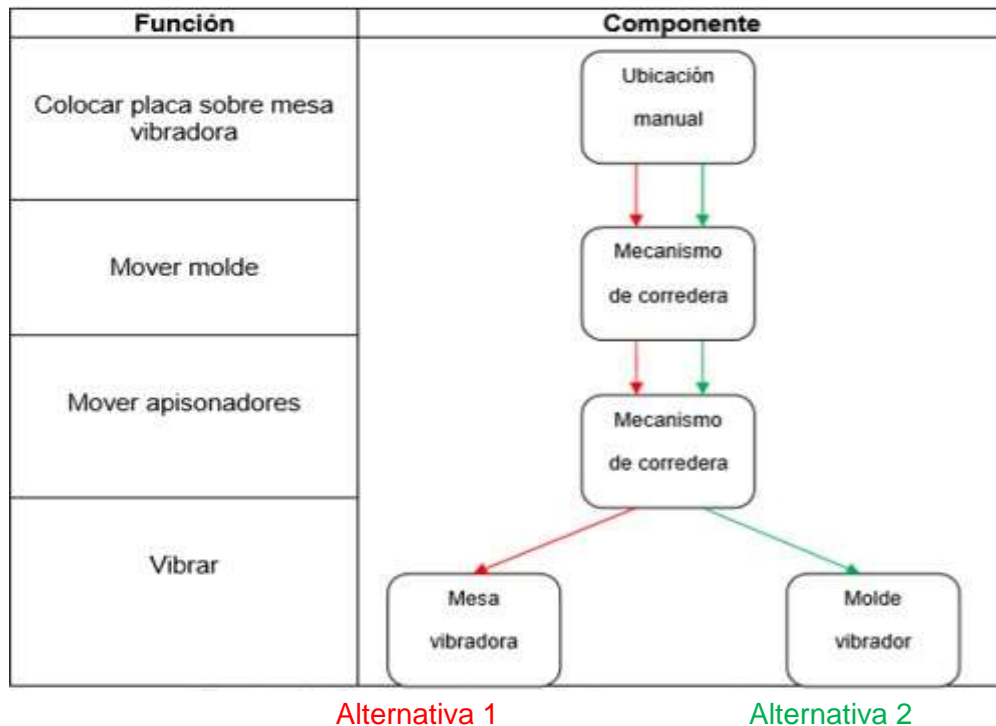 Función
Componente
Colocar placa sobre mesa
vibradora
Ubicación
manual
Mover molde
Mecanismo
de corredera
Mover apisonadores
Mecanismo
de corredera
Vibrar
Mesa
vibradora
Molde
vibrador
Alternativa 1
Alternativa 2